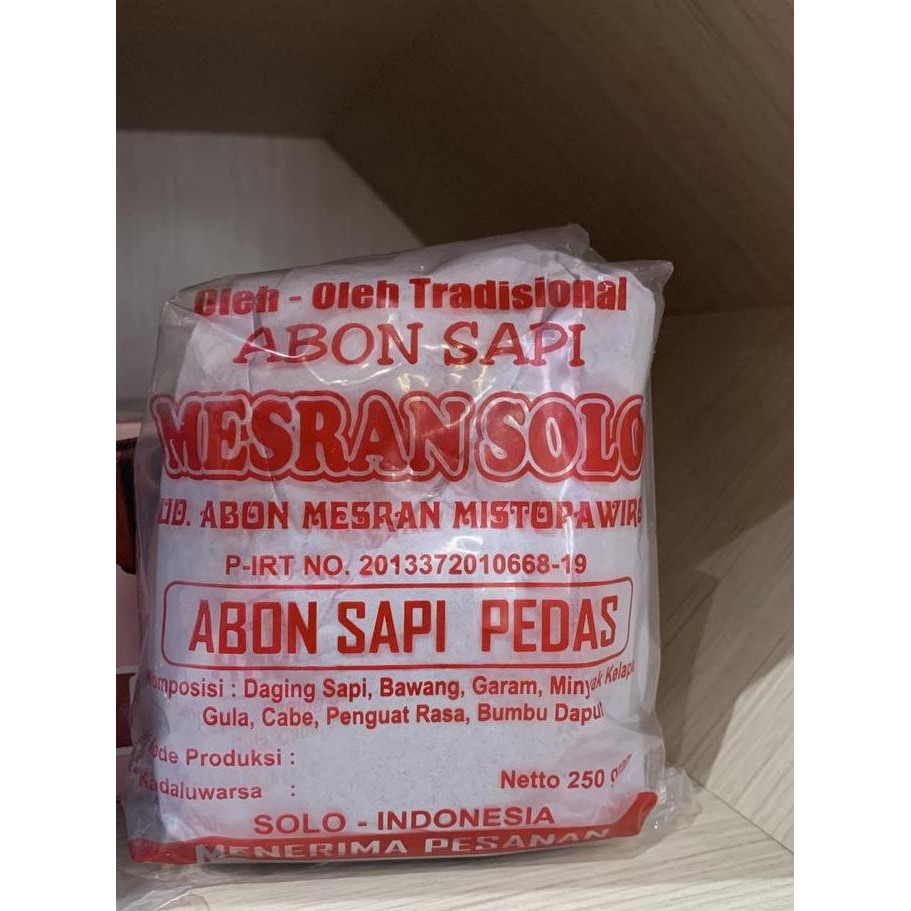 Oleh - Oleh Tradisional
ABON SAPI
MESRAN SOLO
UD. ABON MESRAN MISTOPAWIRO
P-IRT NO. 2013372010668-19
ABON SAPI PEDAS
Komposisi : Daging Sapi, Bawang, Garam, Minyak Kelapa
Gula, Cabe, Penguat Rasa, Bumbu Dapur
Kode Produksi :
Kadaluwarsa :
Netto 250 gram
SOLO - INDONESIA
MENERIMA PESANAN